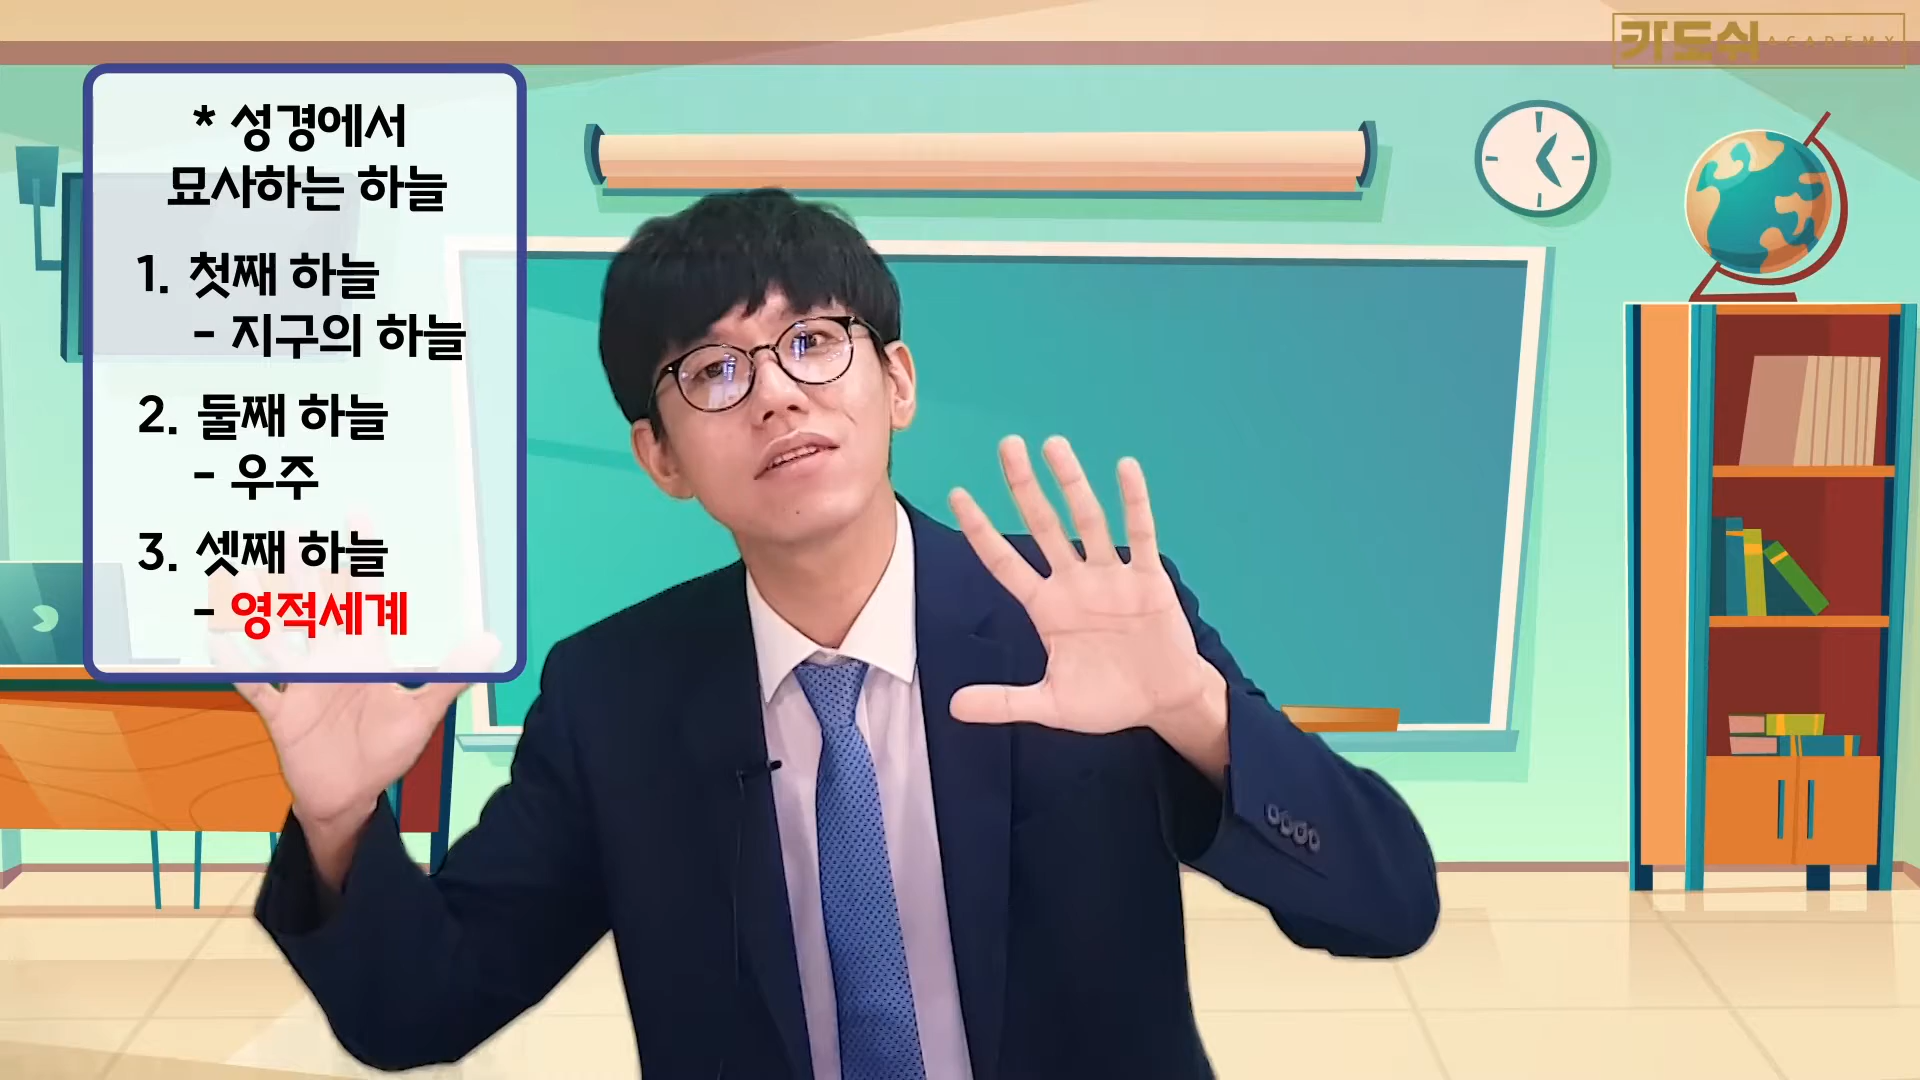 카도쉬 ACADEMY
* 성경에서
묘사하는 하늘
1. 첫째 하늘
- 지구의 하늘
2. 둘째 하늘
- 우주
3. 셋째 하늘
- 영적세계